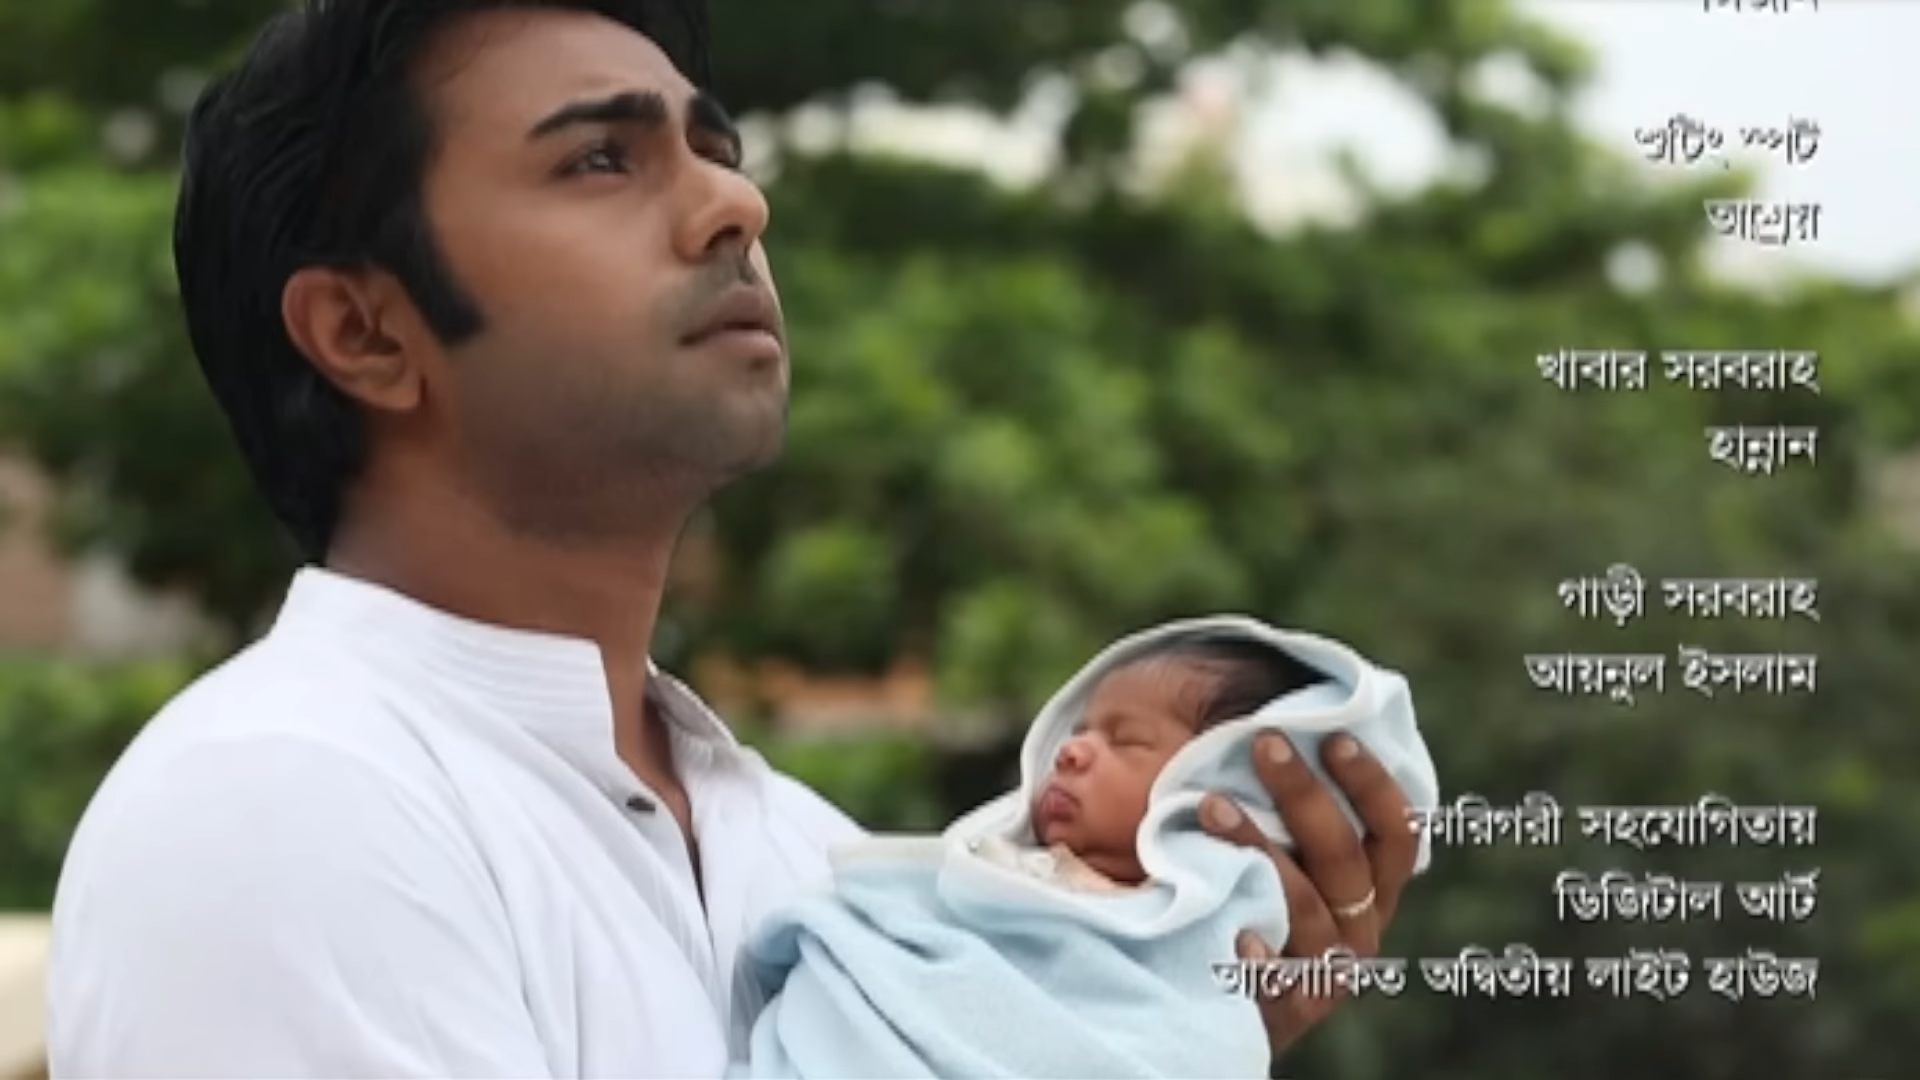 শুটিং স্পট
আশ্রয়
খাবার সরবরাহ
হান্নান
গাড়ী সরবরাহ
আয়নুল ইসলাম
কারিগরী সহযোগিতায়
ডিজিটাল আর্ট
আলোকিত অদ্বিতীয় লাইট হাউজ